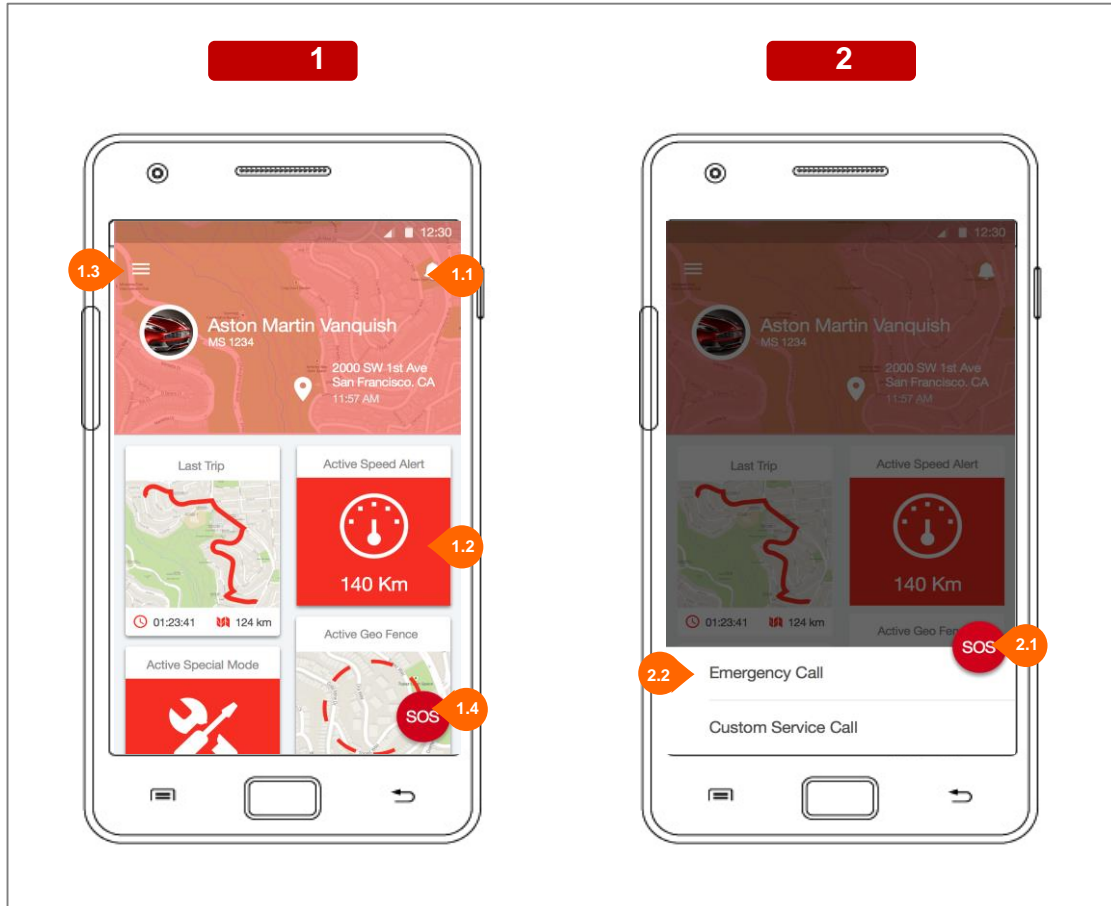 1
2
12:30
1.3
1.1
Aston Martin Vanquish
MS 1234
2000 SW 1st Ave
San Francisco. CA
11:57 AM
Last Trip
Active Speed Alert
1.2
140 Km
01:23:41
124 km
Active Geo Fence
Active Special Mode
SOS
1.4
12:30
Aston Martin Vanquish
MS 1234
2000 SW 1st Ave
San Francisco. CA
11:57 AM
Last Trip
Active Speed Alert
140 Km
01:23:41
124 km
Active Geo Fen
SOS
2.1
2.2
Emergency Call
Custom Service Call